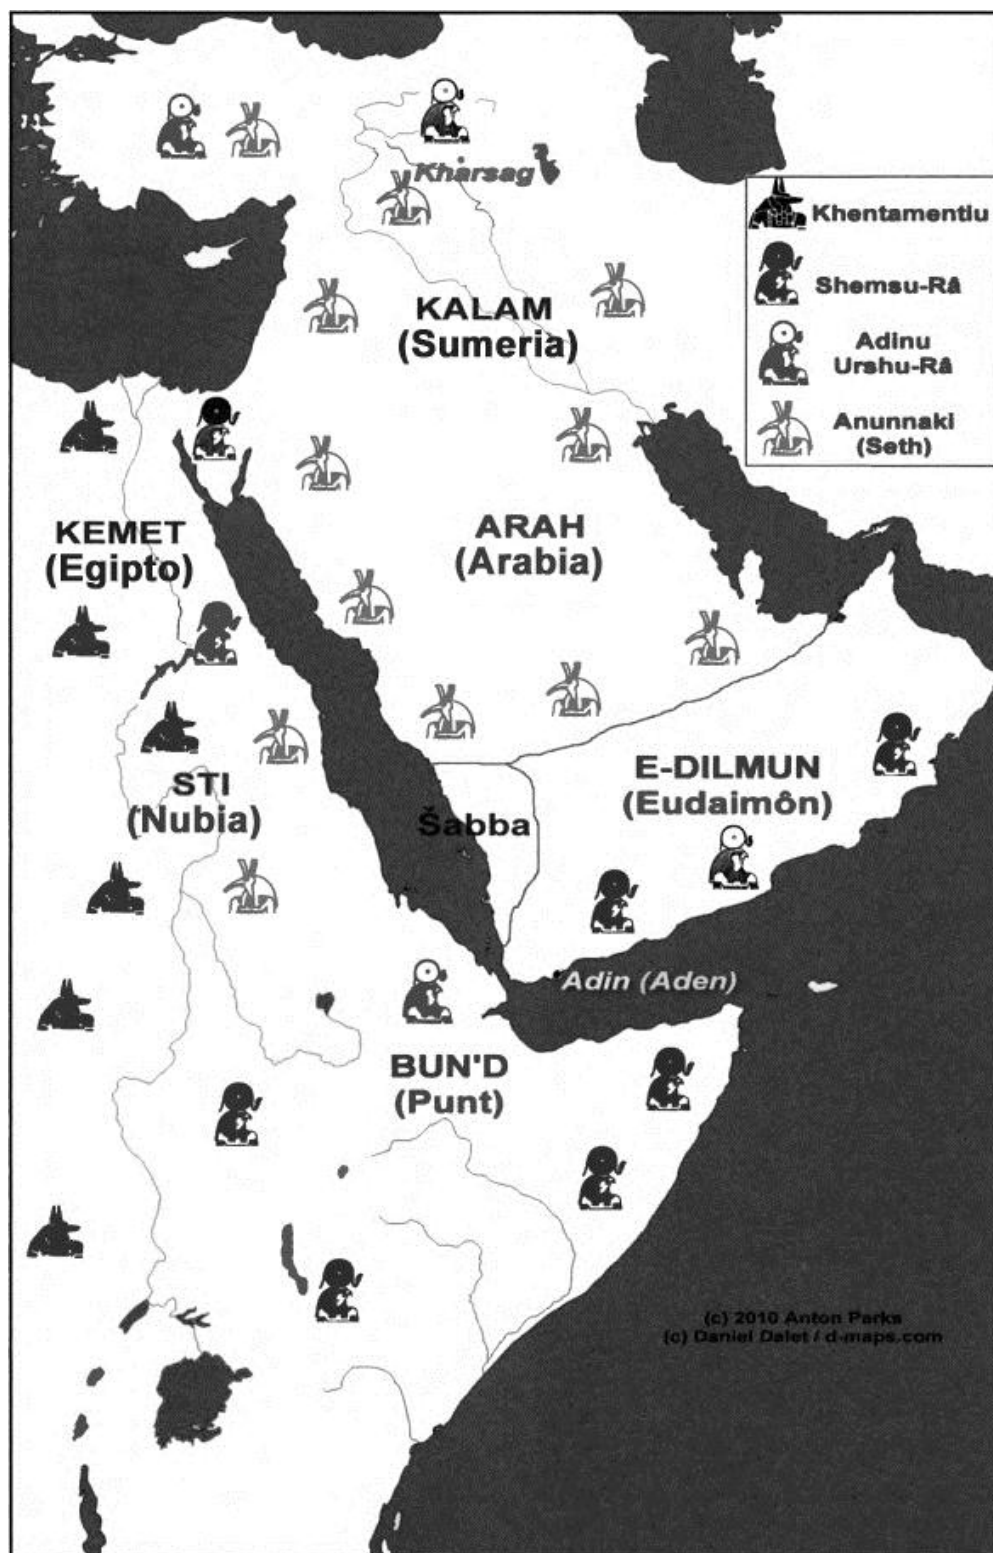 Khàrsag
Khentamentiu
Shemsu-Râ
Adinu
Urshu-Râ
Anunnaki
(Seth)
KALAM
(Sumeria)
KEMET
(Egipto)
ARAH
(Arabia)
E-DILMUN
(Eudaimôn)
STI
(Nubia)
Šabba
Adin (Aden)
BUN'D
(Punt)
(c) 2010 Anton Parks
(c) Daniel Dalet / d-maps.com